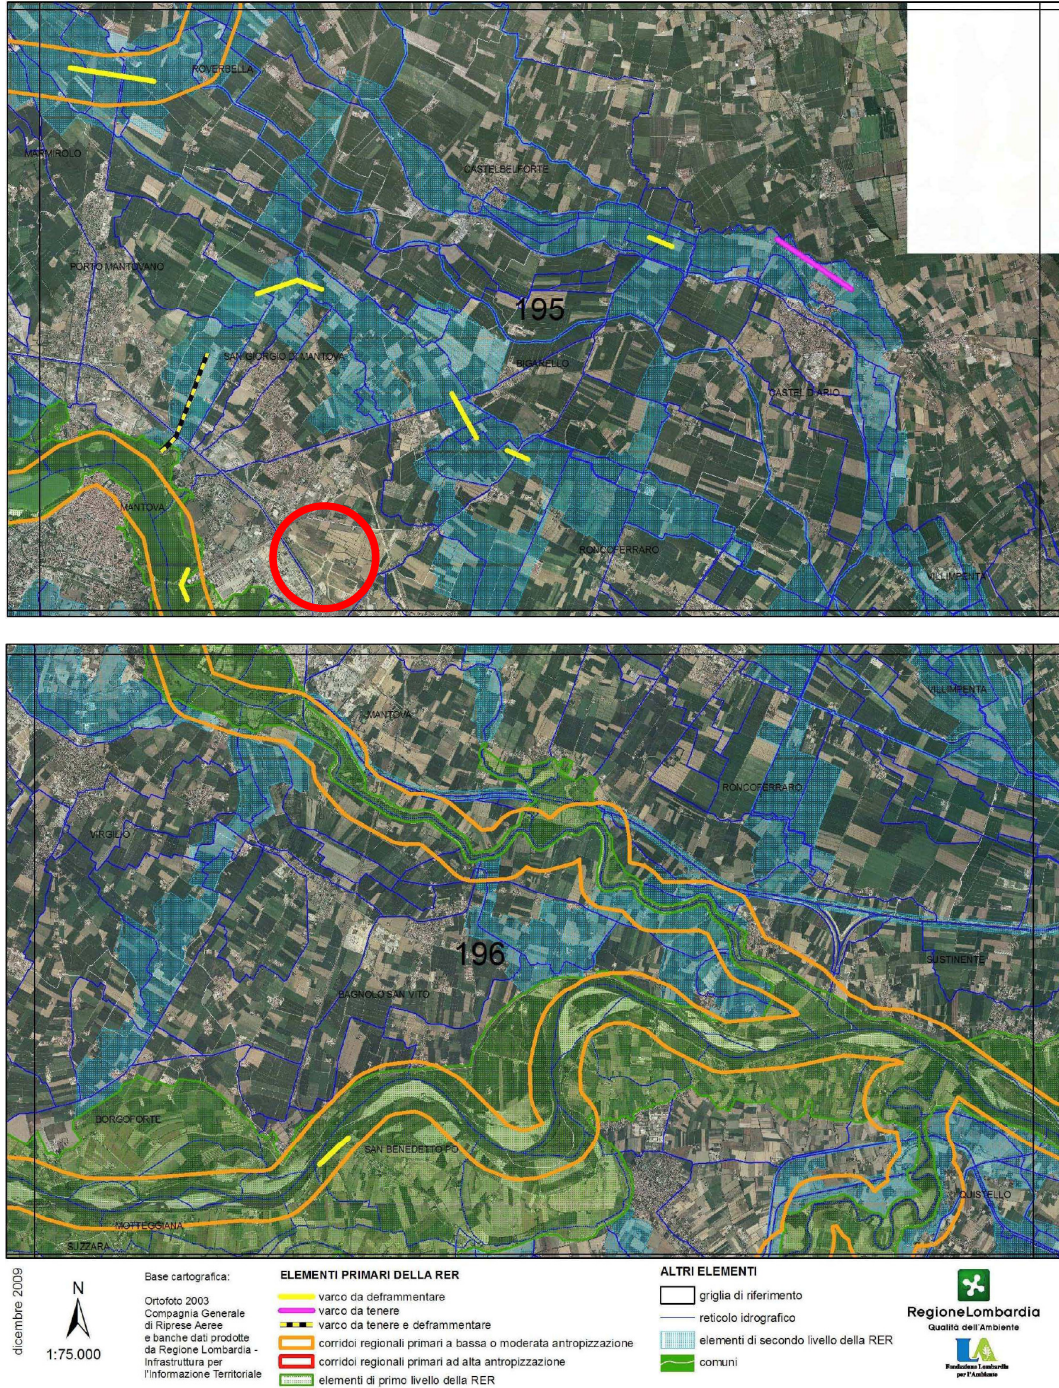 ROVERBELLA
MARMIROLO
CASTELBELFORTE
PORTO MANTOVANO
195
SAN GIORGIO DI MANTOVA
BIGARELLO
CASTEL D'ARIO
MANTOVA
RONCOFERRARO
VILLIMPENTA
VILLIMPENTA
MANTOVA
RONCOFERRARO
VIRGILIO
196
SUSTINENTE
BAGNOLO SAN VITO
BORGOFORTE
SAN BENEDETTO PO
QUISTELLO
MOTTEGGIANA
SUZZARA
dicembre 2009
N
1:75.000
Base cartografica:
Ortofoto 2003
Compagnia Generale
di Riprese Aeree
e banche dati prodotte
da Regione Lombardia -
Infrastruttura per
l'Informazione Territoriale
ELEMENTI PRIMARI DELLA RER
varco da deframmentare
varco da tenere
varco da tenere e deframmentare
corridoi regionali primari a bassa o moderata antropizzazione
corridoi regionali primari ad alta antropizzazione
elementi di primo livello della RER
ALTRI ELEMENTI
griglia di riferimento
reticolo idrografico
elementi di secondo livello della RER
comuni
RegioneLombardia
Qualità dell'Ambiente
Fondazione Lombardia
per l'Ambiente